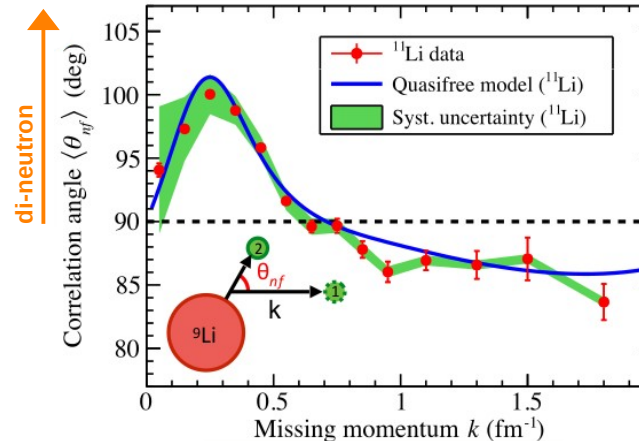 di-neutron
Correlation angle ⟨θnf⟩ (deg)
100
95
90
85
80
¹¹Li data
Quasifree model (¹¹Li)
Syst. uncertainty (¹¹Li)
2
θnf
1
k
⁹Li
0 0.5 1 1.5
Missing momentum k (fm⁻¹)